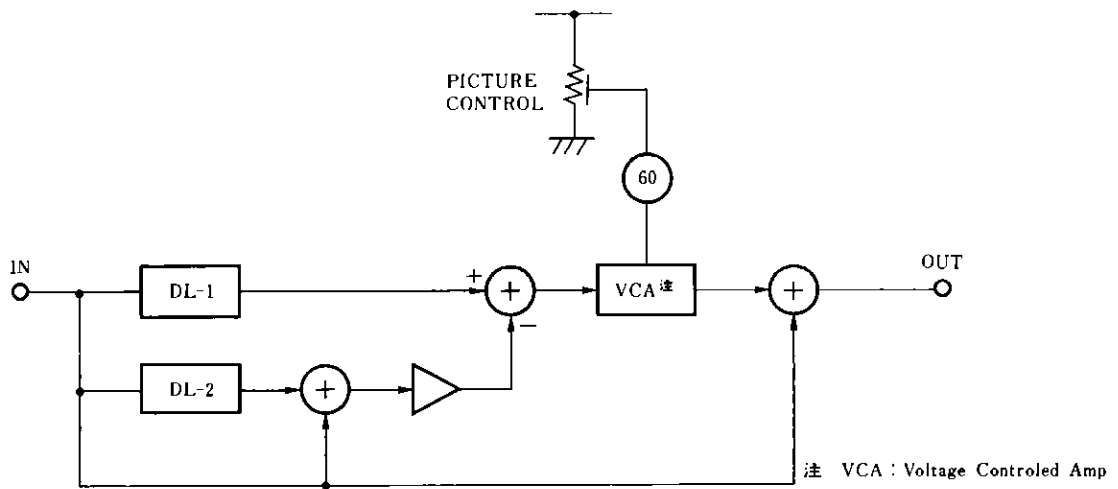 PICTURE
CONTROL
60
IN
DL-1
+
+
−
VCA注
+
OUT
DL-2
+
注 VCA : Voltage Controled Amp